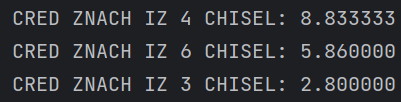 CRED ZNACH IZ 4 CHISEL: 8.833333
CRED ZNACH IZ 6 CHISEL: 5.860000
CRED ZNACH IZ 3 CHISEL: 2.800000